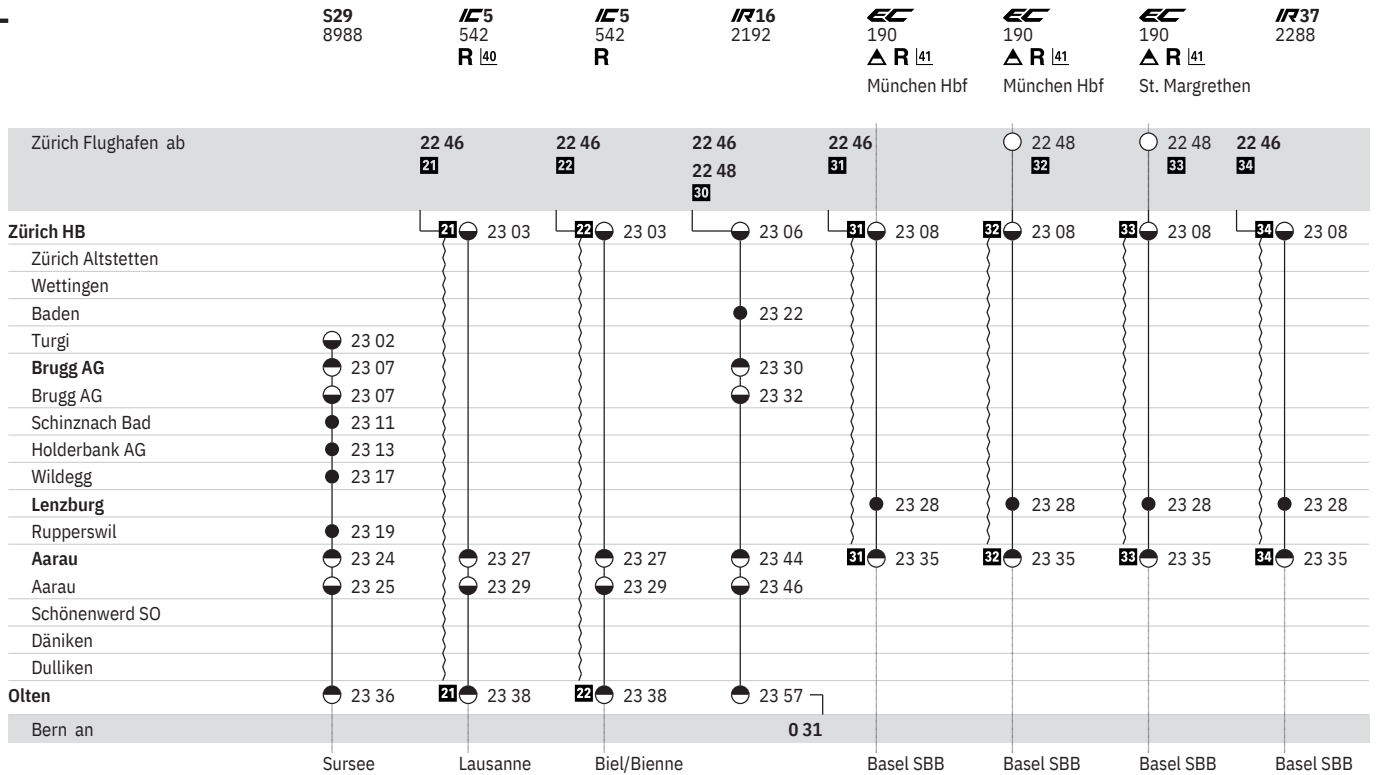 S29 IC5 IC5 IR16 EC EC EC IR37
8988 542 542 2192 190 190 190 2288
R 40 R R 41 R 41 R 41
München Hbf München Hbf St. Margrethen
Zürich Flughafen ab 22 46 22 46 22 46 22 46 22 48 22 48 22 46
21 22 22 48 31 32 33 34
30
Zürich HB 21 23 03 22 23 03 23 06 31 23 08 32 23 08 33 23 08 34 23 08
Zürich Altstetten
Wettingen
Baden 23 22
Turgi 23 02
Brugg AG 23 07 23 30
Brugg AG 23 07 23 32
Schinznach Bad 23 11
Holderbank AG 23 13
Wildegg 23 17
Lenzburg 23 28 23 28 23 28 23 28
Rupperswil 23 19
Aarau 23 24 23 27 23 27 23 44 31 23 35 32 23 35 33 23 35 34 23 35
Aarau 23 25 23 29 23 29 23 46
Schönenwerd SO
Däniken
Dulliken
Olten 23 36 21 23 38 22 23 38 23 57
Bern an 0 31
Sursee Lausanne Biel/Bienne Basel SBB Basel SBB Basel SBB Basel SBB